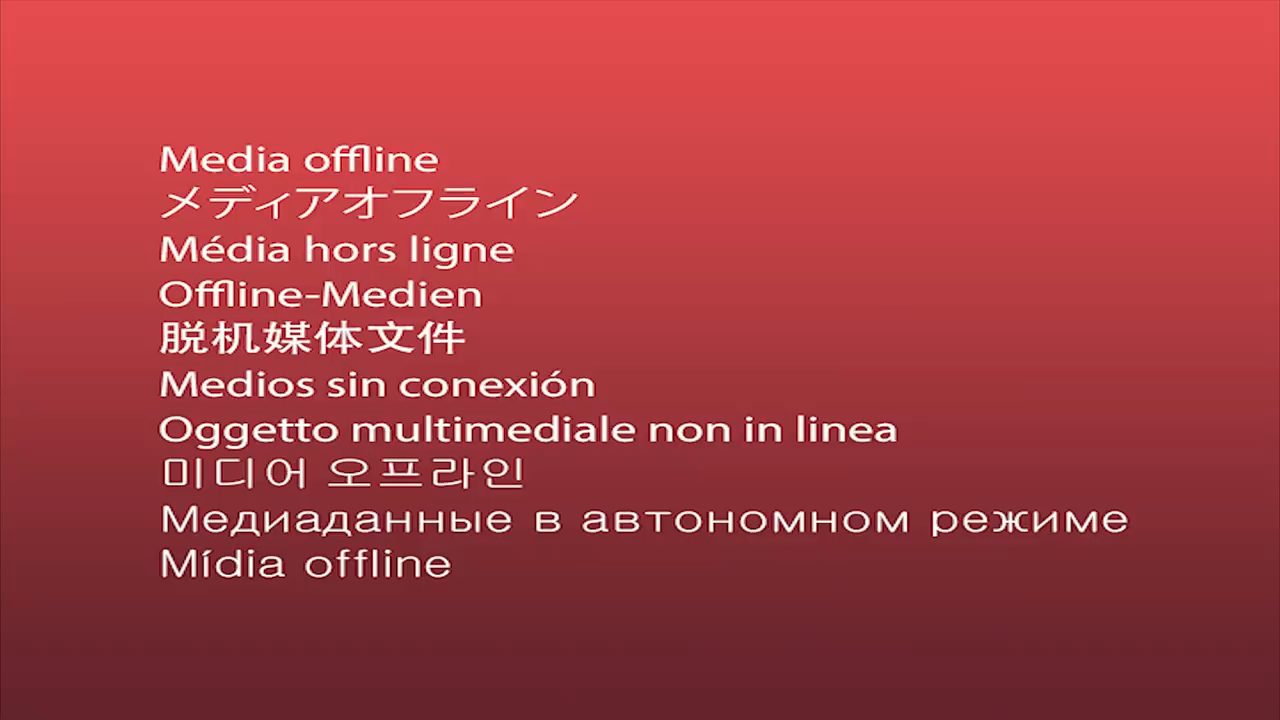 Media offline
メディアオフライン
Média hors ligne
Offline-Medien
脱机媒体文件
Medios sin conexión
Oggetto multimediale non in linea
미디어 오프라인
Медиаданные в автономном режиме
Mídia offline